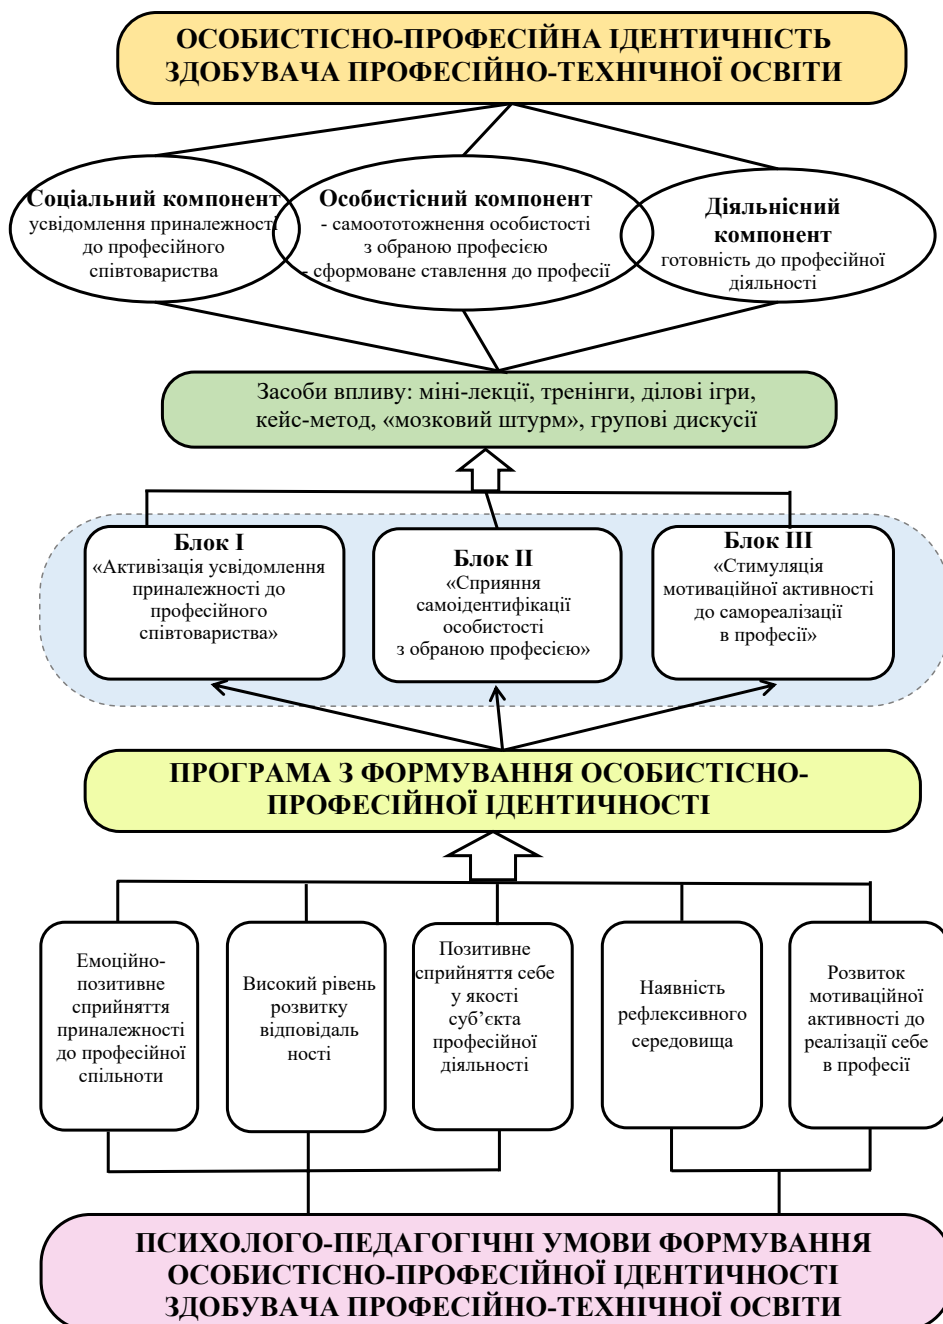 ОСОБИСТІСНО-ПРОФЕСІЙНА ІДЕНТИЧНІСТЬ
ЗДОБУВАЧА ПРОФЕСІЙНО-ТЕХНІЧНОЇ ОСВІТИ
Соціальний компонент
усвідомлення приналежності
до професійного
співтовариства
Особистісний компонент
- самоототожнення особистості
з обраною професією
- сформоване ставлення до професії
Діяльнісний
компонент
готовність до професійної
діяльності
Засоби впливу: міні-лекції, тренінги, ділові ігри,
кейс-метод, «мозковий штурм», групові дискусії
Блок І
«Активізація усвідомлення
приналежності до
професійного
співтовариства»
Блок ІІ
«Сприяння
самоідентифікації
особистості
з обраною професією»
Блок ІІІ
«Стимуляція
мотиваційної активності
до самореалізації
в професії»
ПРОГРАМА З ФОРМУВАННЯ ОСОБИСТІСНО-
ПРОФЕСІЙНОЇ ІДЕНТИЧНОСТІ
Емоційно-
позитивне
сприйняття
приналежності
до професійної
спільноти
Високий рівень
розвитку
відповідаль
ності
Позитивне
сприйняття себе
у якості
суб’єкта
професійної
діяльності
Наявність
рефлексивного
середовища
Розвиток
мотиваційної
активності до
реалізації себе
в професії
ПСИХОЛОГО-ПЕДАГОГІЧНІ УМОВИ ФОРМУВАННЯ
ОСОБИСТІСНО-ПРОФЕСІЙНОЇ ІДЕНТИЧНОСТІ
ЗДОБУВАЧА ПРОФЕСІЙНО-ТЕХНІЧНОЇ ОСВІТИ